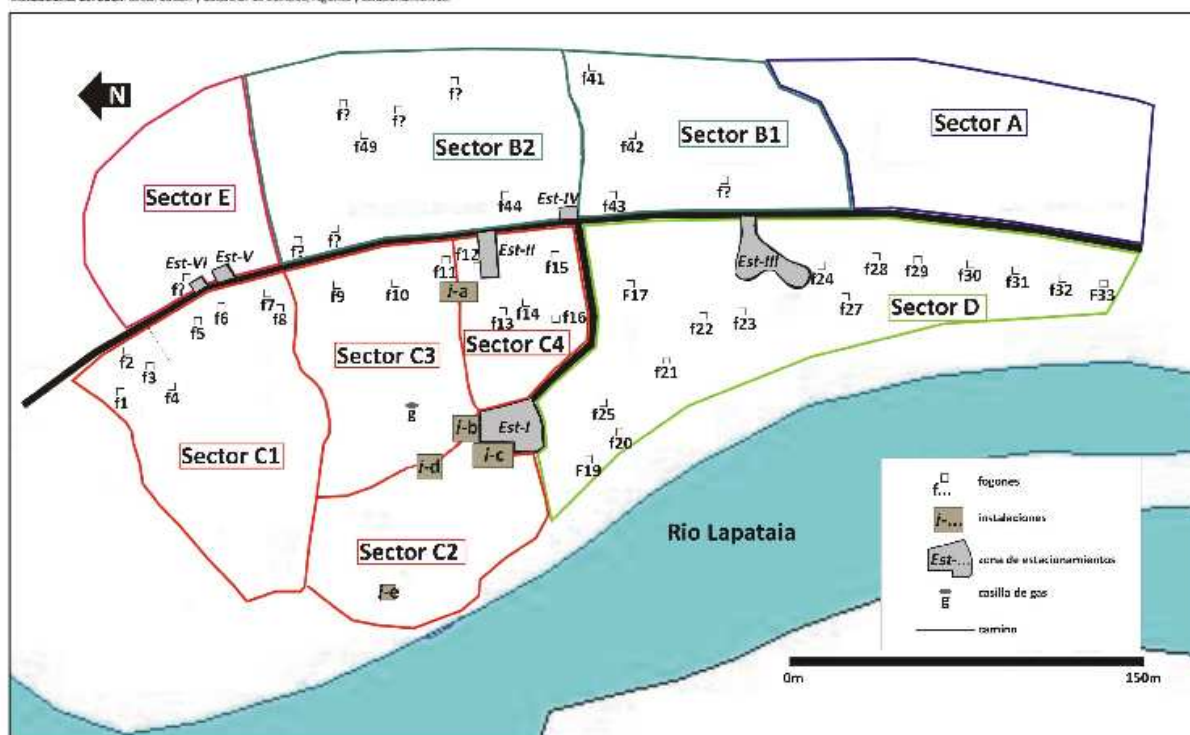 N
f41
f?
f?
f?
f49
f42
Sector A
Sector B2
Sector B1
Sector E
f?
f44
Est-IV
f43
f?
f?
Est-VI
Est-V
f?
f12
Est-II
f11
f15
Est-III
f24
f28
f29
f30
f31
f32
F33
i-a
f9
f10
F17
f27
Sector D
f7
f8
f6
f5
f13
f14
f16
f22
f23
Sector C3
Sector C4
f2
f3
f4
f1
f21
g
f25
i-b
Est-I
f20
i-c
i-d
F19
Sector C1
Río Lapataia
Sector C2
i-e
f...
fogones
i-...
instalaciones
Est-...
zona de estacionamientos
g
casilla de gas
camino
0m
150m